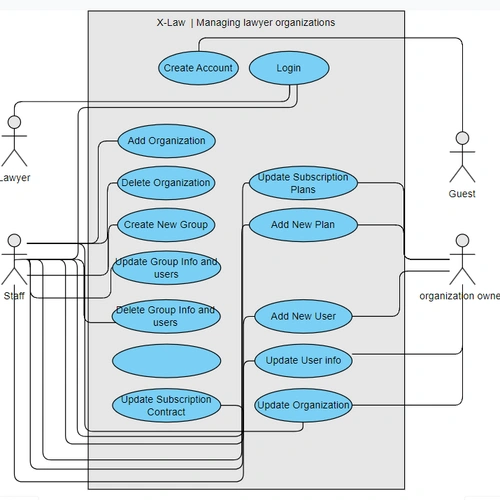 X-Law | Managing lawyer organizations
Create Account
Login
Add Organization
Lawyer
Delete Organization
Update Subscription
Plans
Guest
Create New Group
Add New Plan
Update Group Info and
users
Staff
organization owne
Delete Group Info and
users
Add New User
Update User info
Update Subscription
Contract
Update Organization